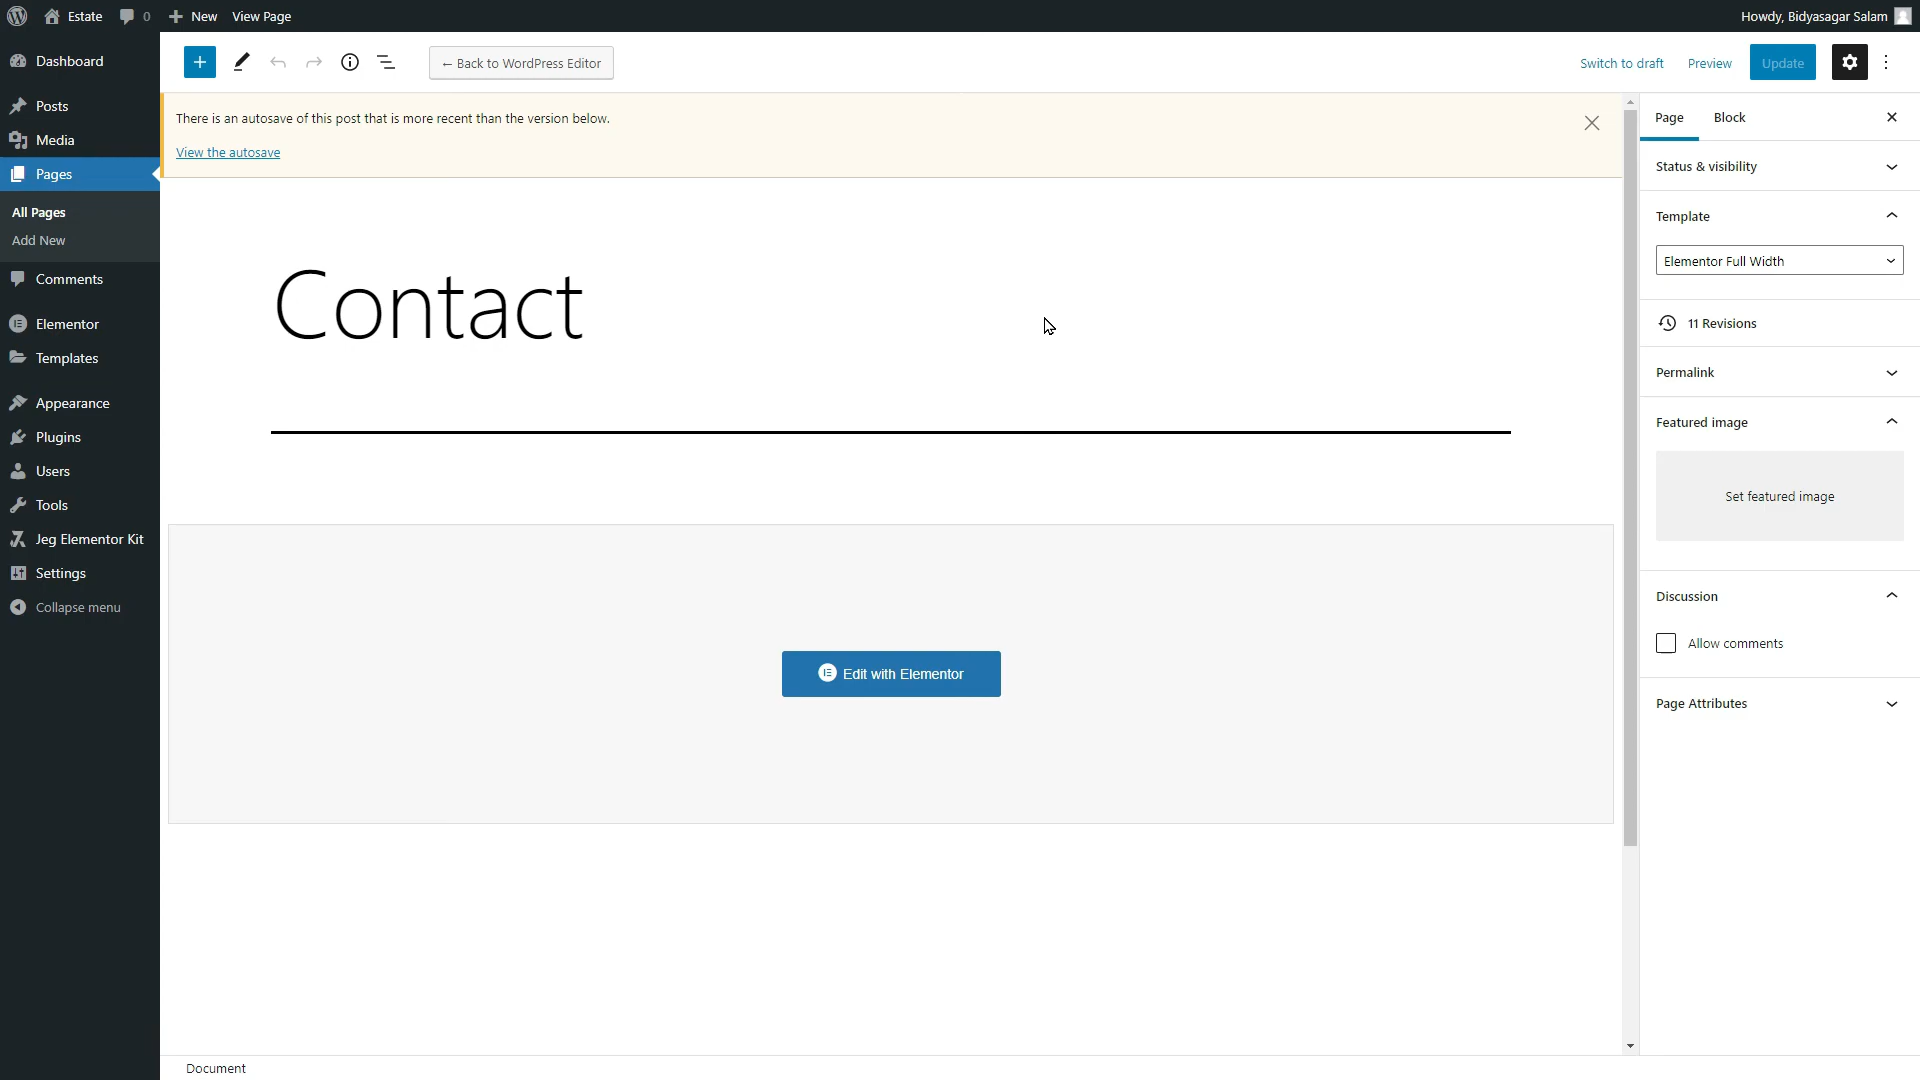 Estate
0
New
View Page
Howdy, Bidyasagar Salam
Dashboard
Posts
Media
Pages
All Pages
Add New
Comments
Elementor
Templates
Appearance
Plugins
Users
Tools
Jeg Elementor Kit
Settings
Collapse menu
← Back to WordPress Editor
Switch to draft
Preview
Update
There is an autosave of this post that is more recent than the version below.
View the autosave
Contact
Edit with Elementor
Page
Block
Status & visibility
Template
Elementor Full Width
11 Revisions
Permalink
Featured image
Set featured image
Discussion
Allow comments
Page Attributes
Document